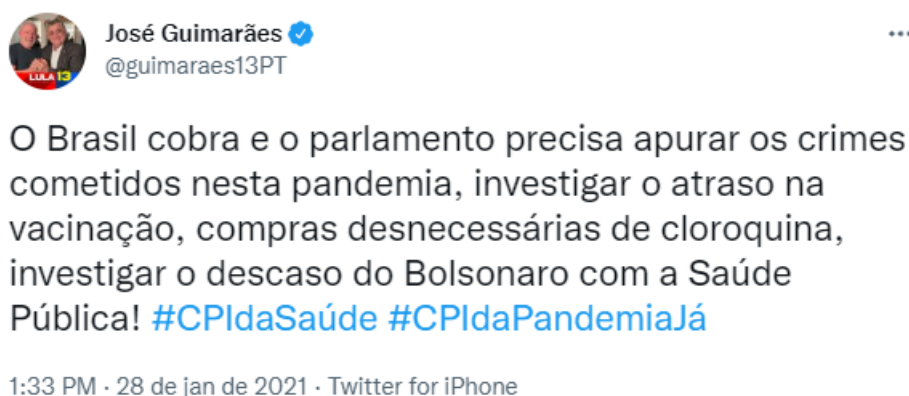 José Guimarães
@guimaraes13PT
LULA 13
O Brasil cobra e o parlamento precisa apurar os crimes
cometidos nesta pandemia, investigar o atraso na
vacinação, compras desnecessárias de cloroquina,
investigar o descaso do Bolsonaro com a Saúde
Pública! #CPIdaSaúde #CPIdaPandemiaJá
1:33 PM · 28 de jan de 2021 · Twitter for iPhone